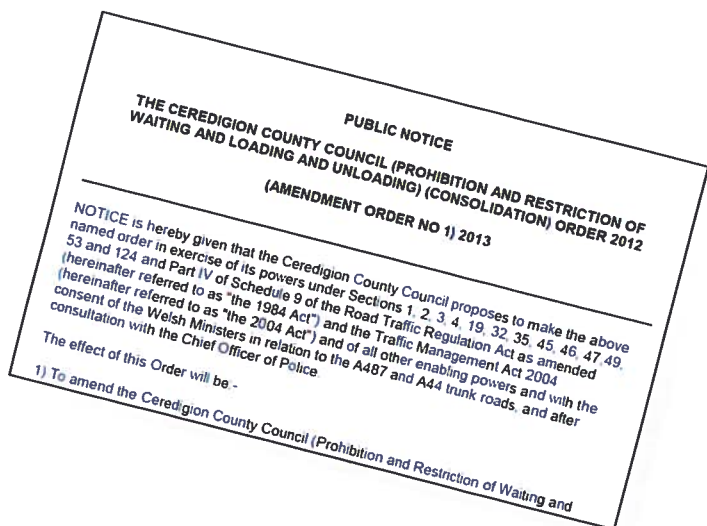 PUBLIC NOTICE
THE CEREDIGION COUNTY COUNCIL (PROHIBITION AND RESTRICTION OF
WAITING AND LOADING AND UNLOADING) (CONSOLIDATION) ORDER 2012
(AMENDMENT ORDER NO 1) 2013
NOTICE is hereby given that the Ceredigion County Council proposes to make the above
named order in exercise of its powers under Sections 1, 2, 3, 4, 19, 32, 35, 45, 46, 47,49,
53 and 124 and Part IV of Schedule 9 of the Road Traffic Regulation Act as amended
(hereinafter referred to as "the 1984 Act") and the Traffic Management Act 2004
(hereinafter referred to as "the 2004 Act") and of all other enabling powers and with the
consent of the Welsh Ministers in relation to the A487 and A44 trunk roads, and after
consultation with the Chief Officer of Police.
The effect of this Order will be:-
1) To amend the Ceredigion County Council (Prohibition and Restriction of Waiting and